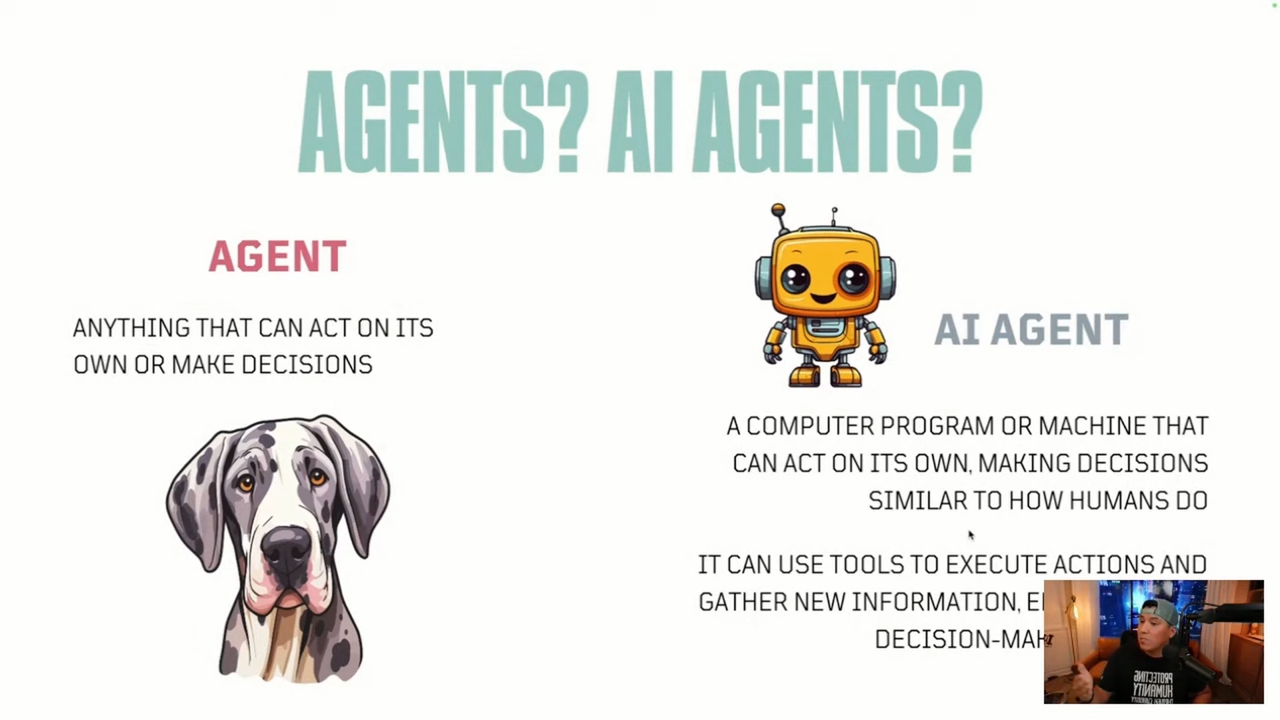 AGENTS? AI AGENTS?
AGENT
ANYTHING THAT CAN ACT ON ITS
OWN OR MAKE DECISIONS
AI AGENT
A COMPUTER PROGRAM OR MACHINE THAT
CAN ACT ON ITS OWN, MAKING DECISIONS
SIMILAR TO HOW HUMANS DO
IT CAN USE TOOLS TO EXECUTE ACTIONS AND
GATHER NEW INFORMATION,
PROTECTING
HUMANITY